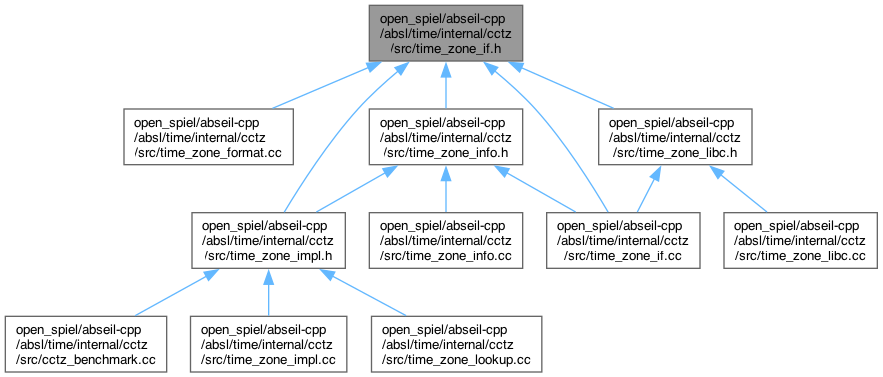 open_spiel/abseil-cpp
/absl/time/internal/cctz
/src/time_zone_if.h
open_spiel/abseil-cpp
/absl/time/internal/cctz
/src/time_zone_format.cc
open_spiel/abseil-cpp
/absl/time/internal/cctz
/src/time_zone_info.h
open_spiel/abseil-cpp
/absl/time/internal/cctz
/src/time_zone_libc.h
open_spiel/abseil-cpp
/absl/time/internal/cctz
/src/time_zone_impl.h
open_spiel/abseil-cpp
/absl/time/internal/cctz
/src/time_zone_info.cc
open_spiel/abseil-cpp
/absl/time/internal/cctz
/src/time_zone_if.cc
open_spiel/abseil-cpp
/absl/time/internal/cctz
/src/time_zone_libc.cc
open_spiel/abseil-cpp
/absl/time/internal/cctz
/src/cctz_benchmark.cc
open_spiel/abseil-cpp
/absl/time/internal/cctz
/src/time_zone_impl.cc
open_spiel/abseil-cpp
/absl/time/internal/cctz
/src/time_zone_lookup.cc